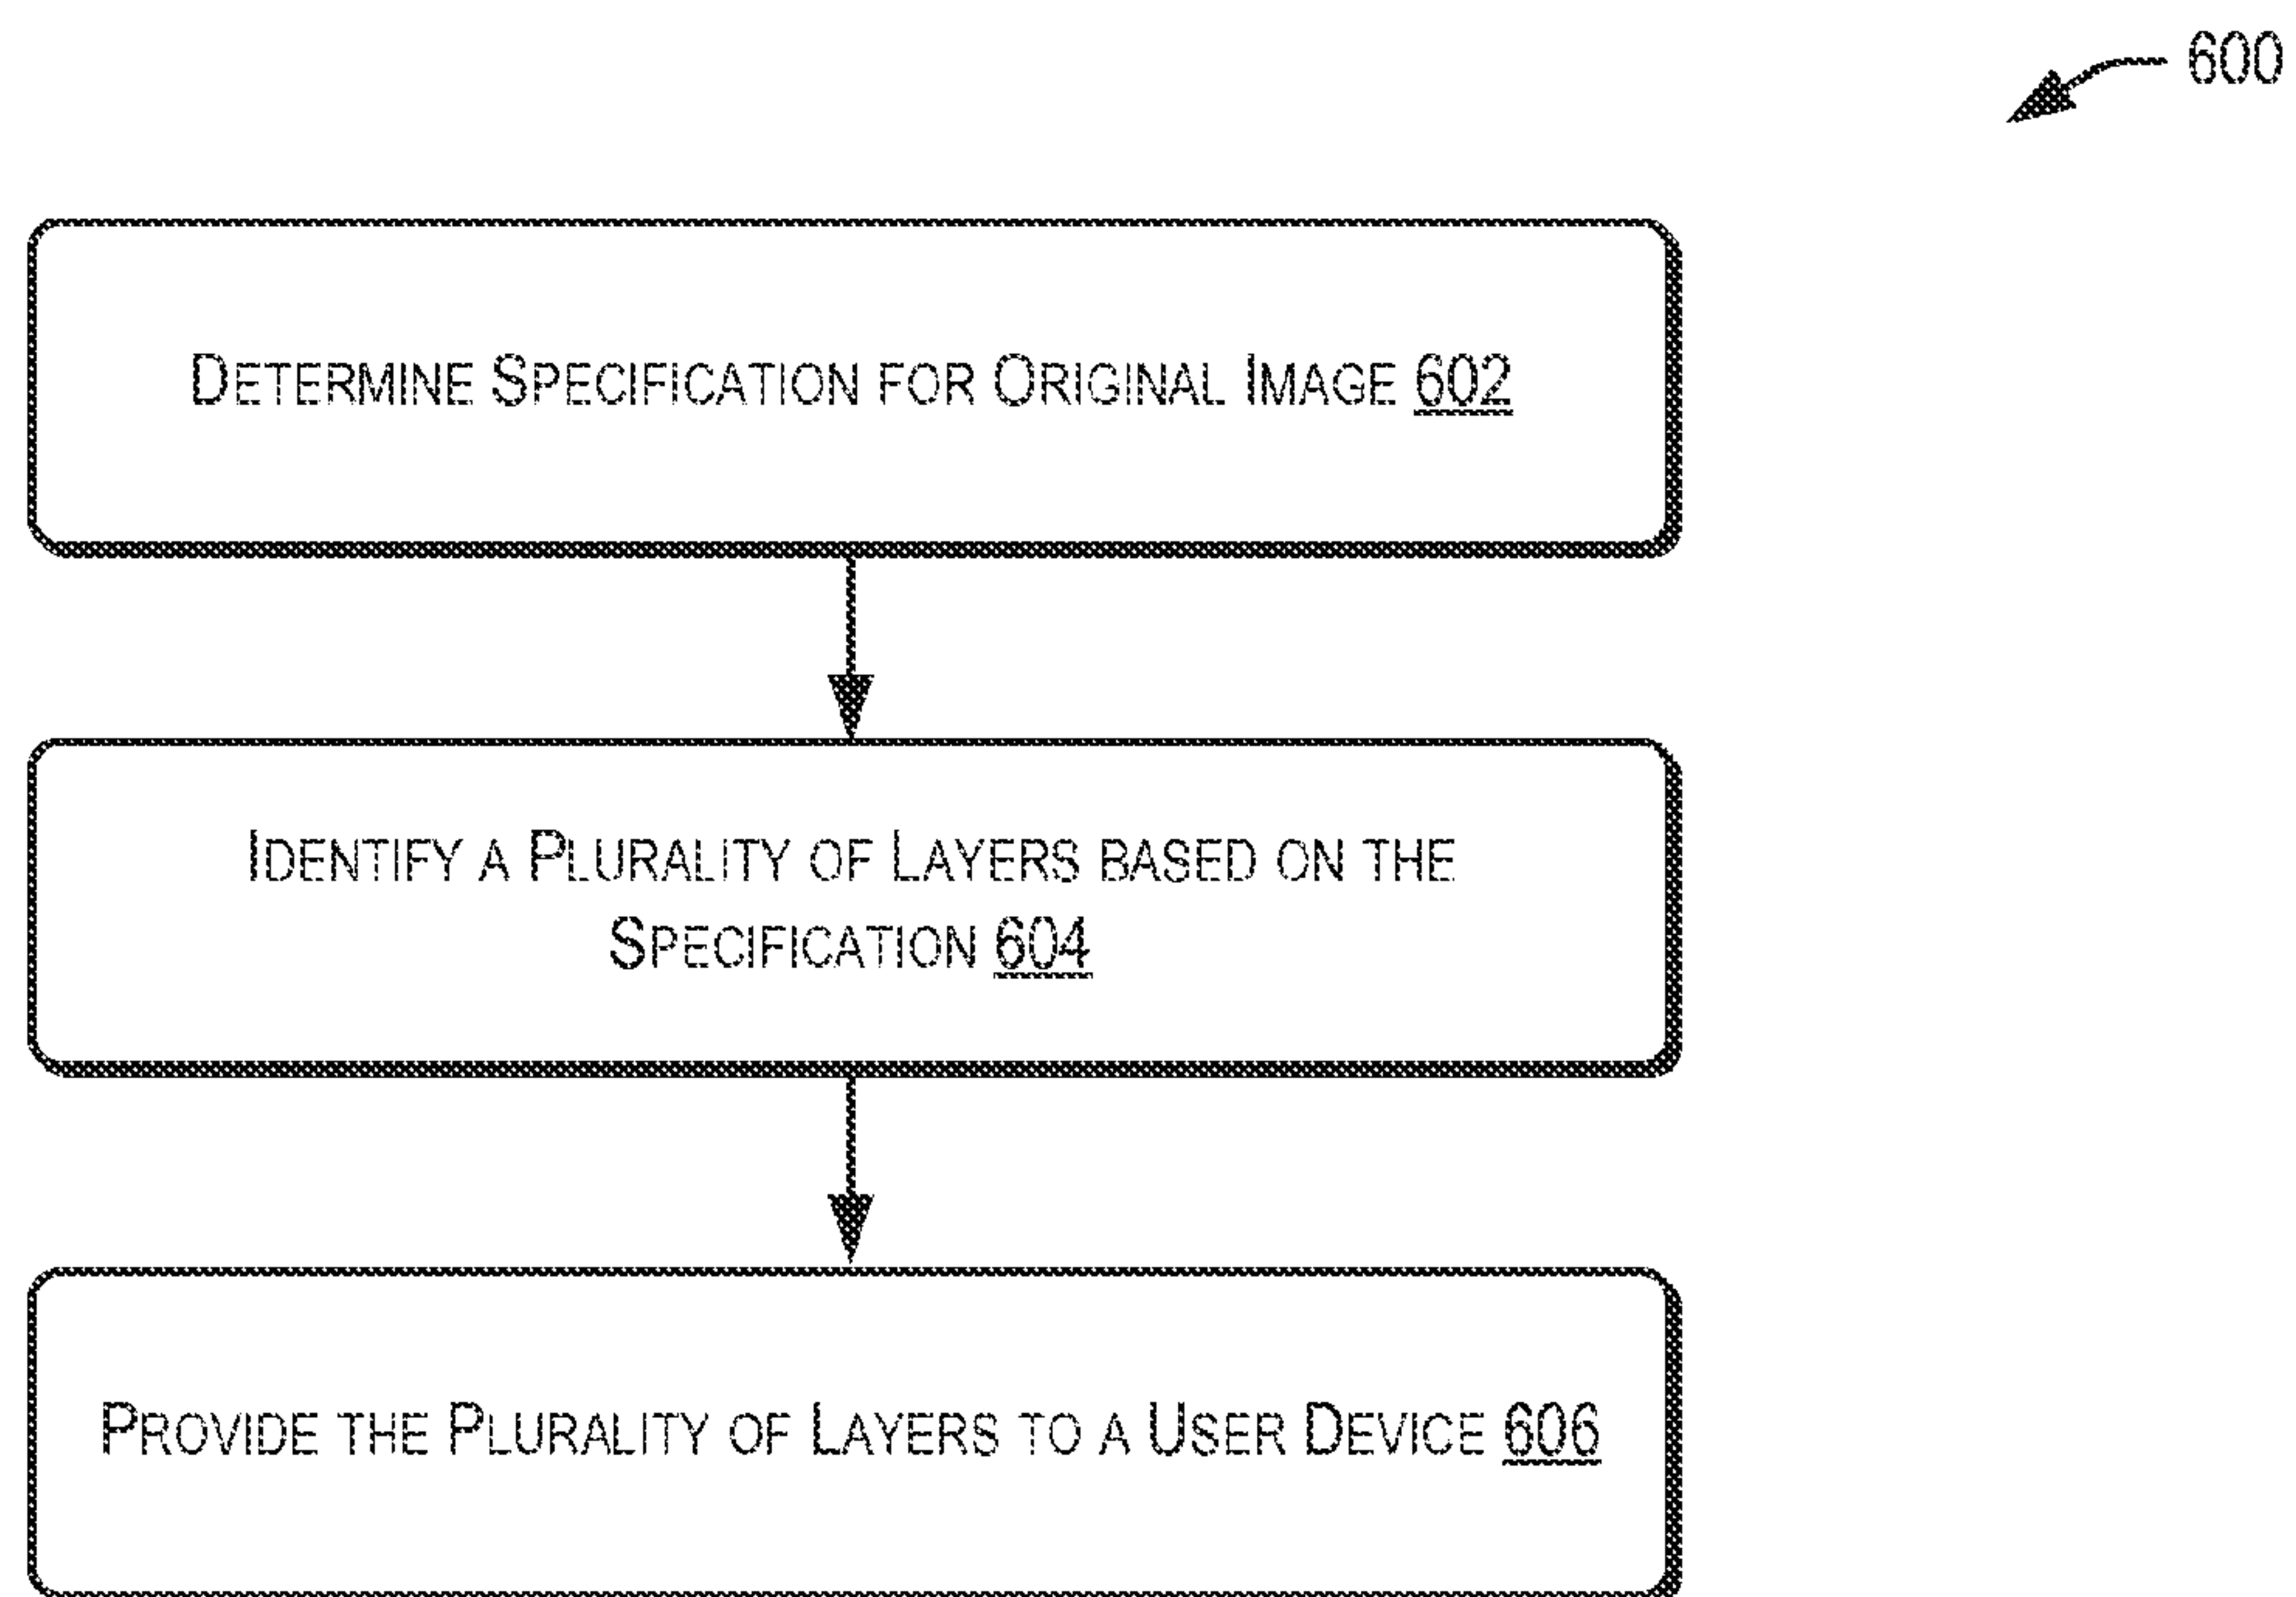 600
DETERMINE SPECIFICATION FOR ORIGINAL IMAGE 602
IDENTIFY A PLURALITY OF LAYERS BASED ON THE
SPECIFICATION 604
PROVIDE THE PLURALITY OF LAYERS TO A USER DEVICE 606